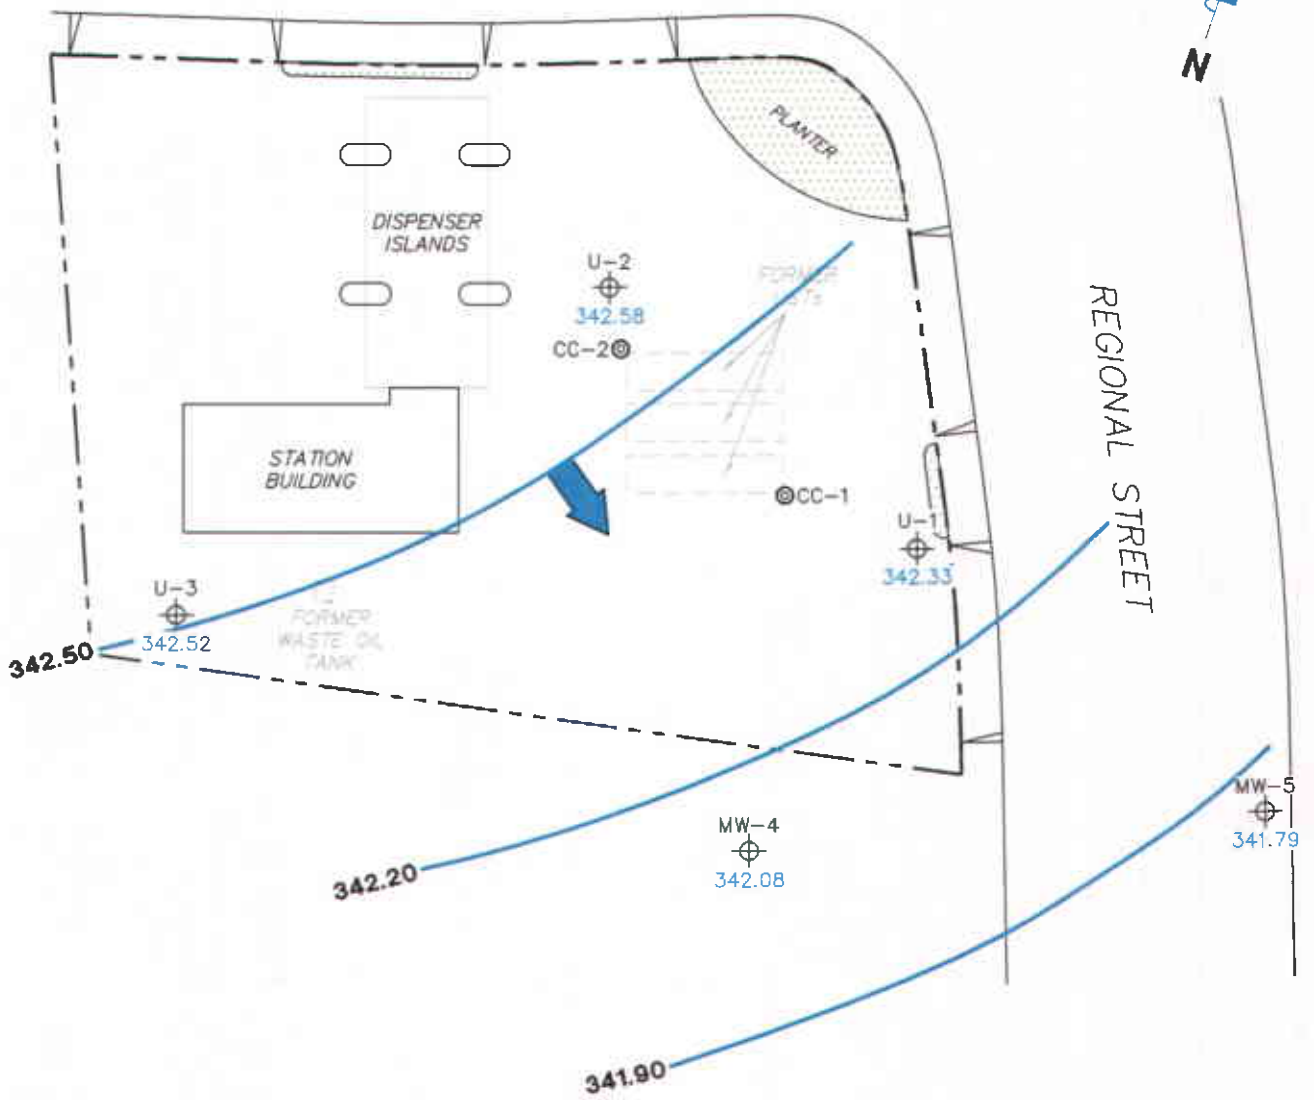 N
PLANTER
DISPENSER
ISLANDS
U-2
342.58
FORMER
CC-2
REGIONAL STREET
STATION
BUILDING
CC-1
U-1
342.33
U-3
342.52
FORMER
WASTE OIL
TANK
342.50
MW-5
341.79
MW-4
342.08
342.20
341.90